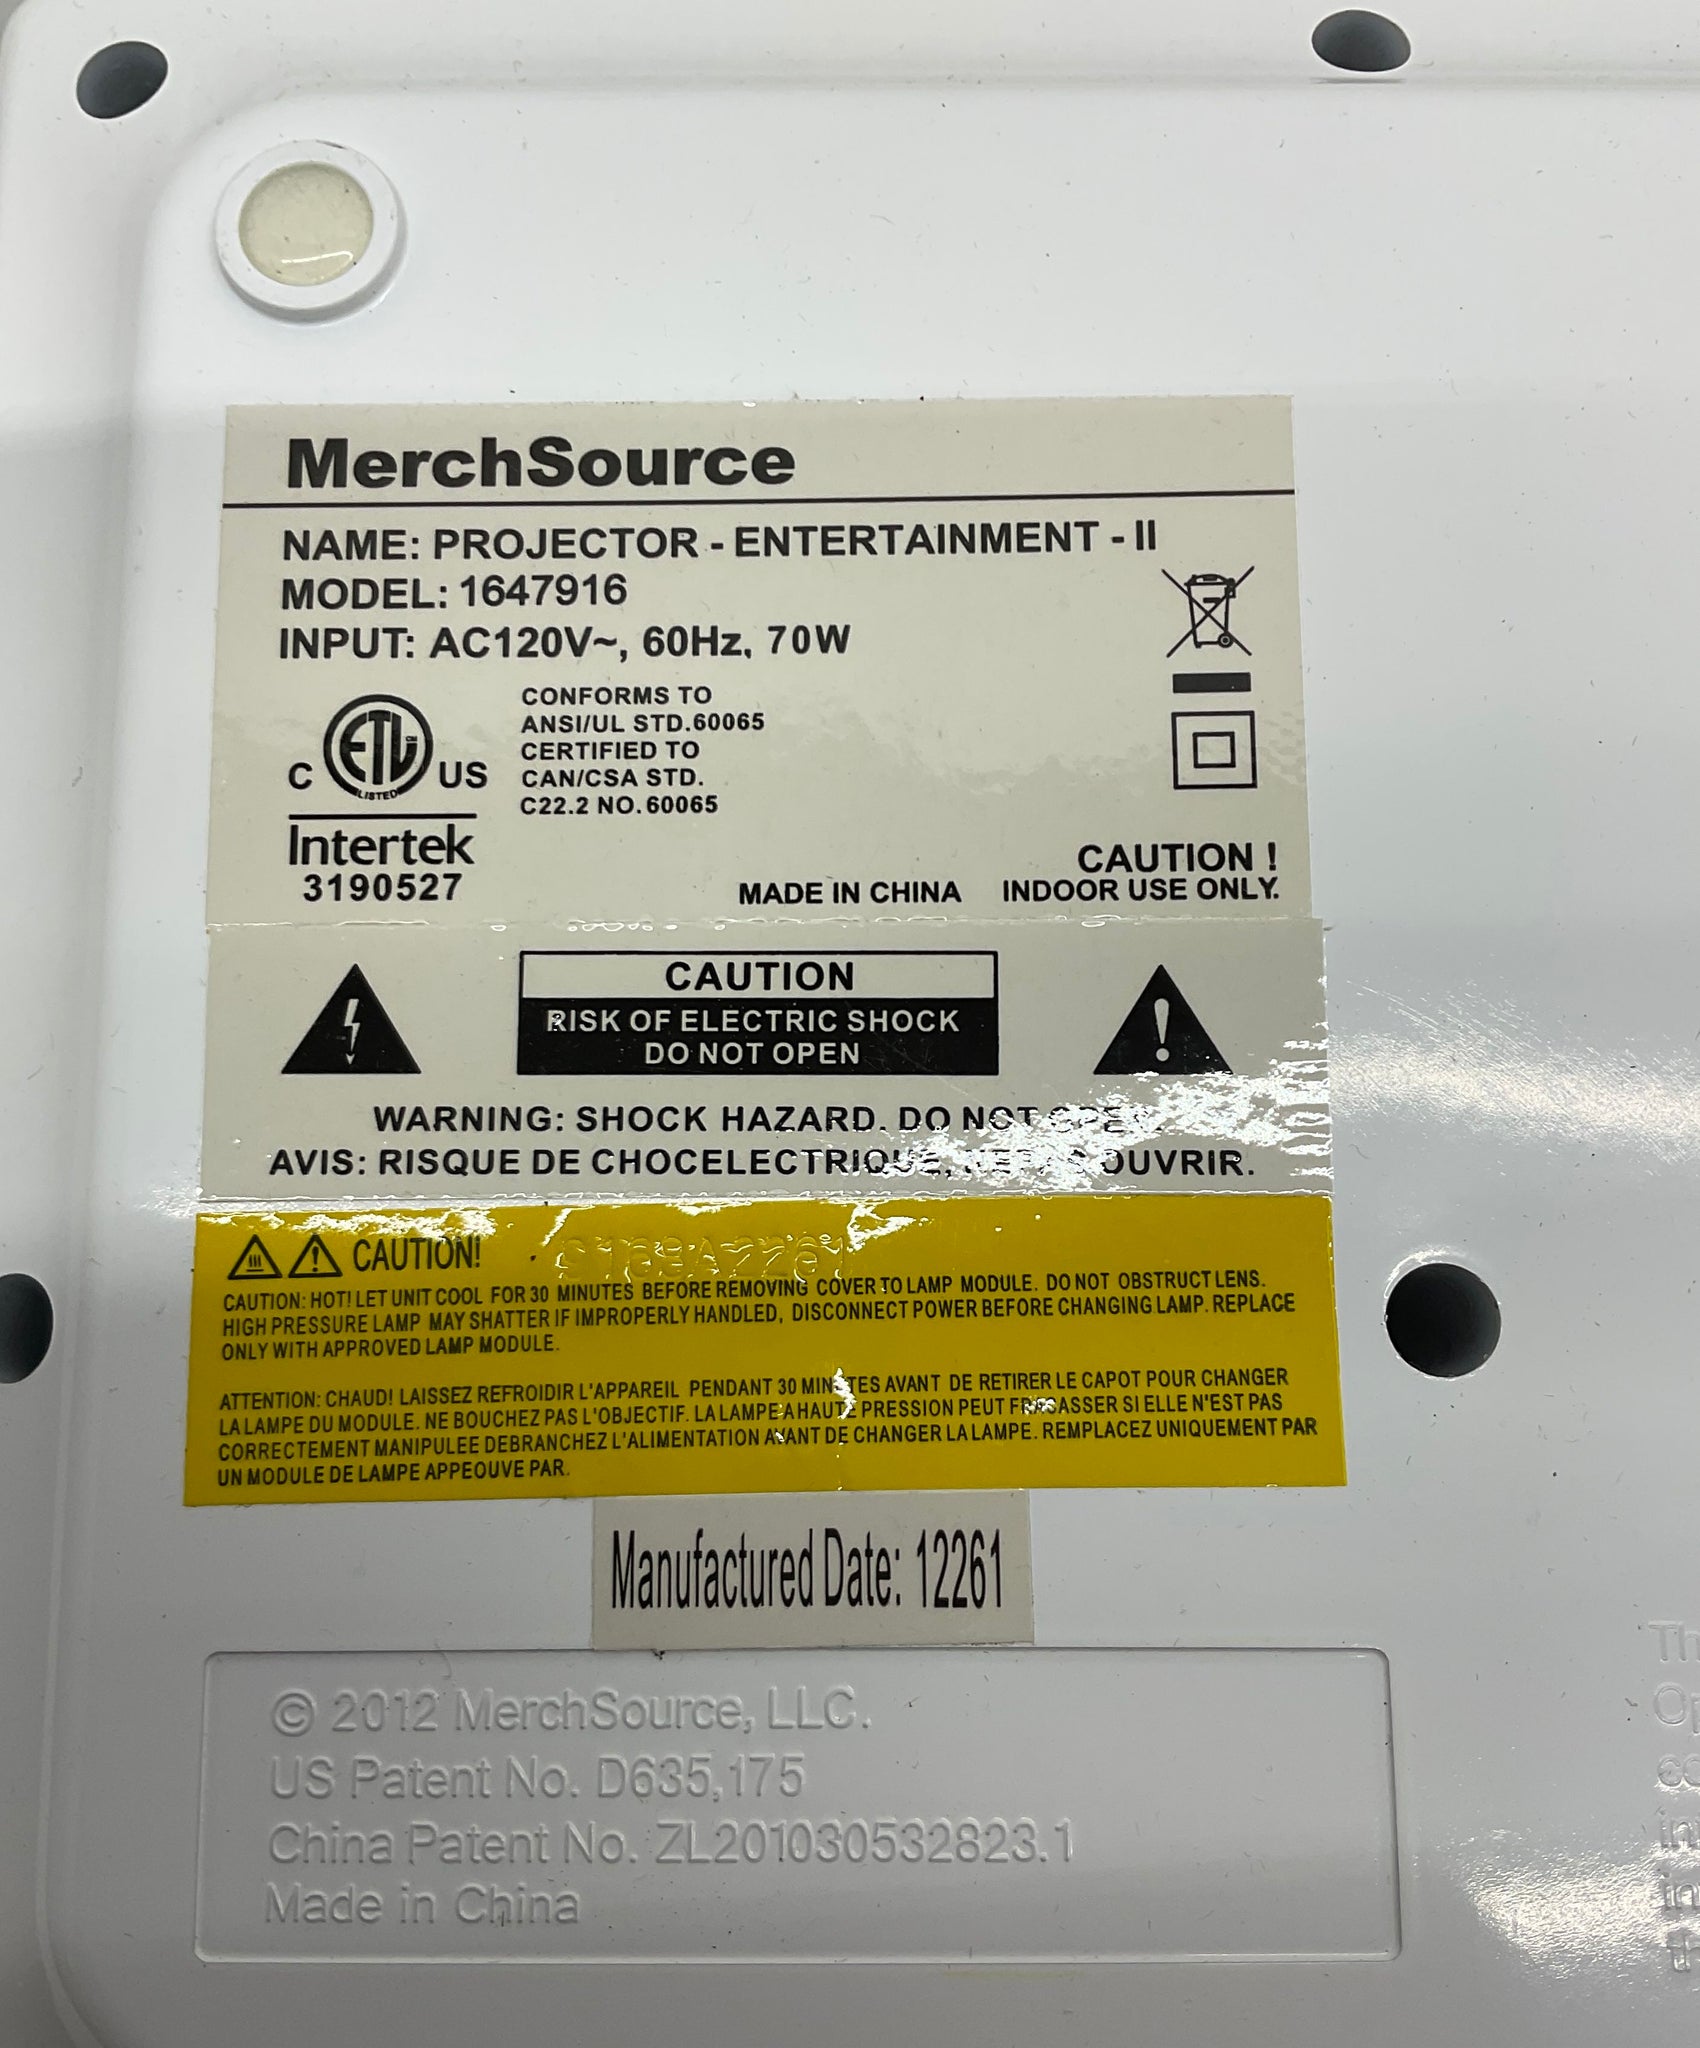 MerchSource
NAME: PROJECTOR - ENTERTAINMENT - II
MODEL: 1647916
INPUT: AC120V~, 60Hz, 70W
C ETL CM US
LISTED
Intertek
3190527
CONFORMS TO
ANSI/UL STD.60065
CERTIFIED TO
CAN/CSA STD.
C22.2 NO.60065
MADE IN CHINA
CAUTION !
INDOOR USE ONLY.
CAUTION
RISK OF ELECTRIC SHOCK
DO NOT OPEN
WARNING: SHOCK HAZARD. DO NOT OPEN.
AVIS: RISQUE DE CHOCELECTRIQUE, NEPAS OUVRIR.
CAUTION!
CAUTION: HOT! LET UNIT COOL FOR 30 MINUTES BEFORE REMOVING COVER TO LAMP MODULE. DO NOT OBSTRUCT LENS.
HIGH PRESSURE LAMP MAY SHATTER IF IMPROPERLY HANDLED, DISCONNECT POWER BEFORE CHANGING LAMP. REPLACE
ONLY WITH APPROVED LAMP MODULE.
ATTENTION: CHAUD! LAISSEZ REFROIDIR L'APPAREIL PENDANT 30 MINUTES AVANT DE RETIRER LE CAPOT POUR CHANGER
LA LAMPE DU MODULE. NE BOUCHEZ PAS L'OBJECTIF. LA LAMPE A HAUTE PRESSION PEUT FRACASSER SI ELLE N'EST PAS
CORRECTEMENT MANIPULEE DEBRANCHEZ L'ALIMENTATION AVANT DE CHANGER LA LAMPE. REMPLACEZ UNIQUEMENT PAR
UN MODULE DE LAMPE APPEOUVE PAR.
Manufactured Date: 12261
© 2012 MerchSource, LLC.
US Patent No. D635,175
China Patent No. ZL201030532823.1
Made in China